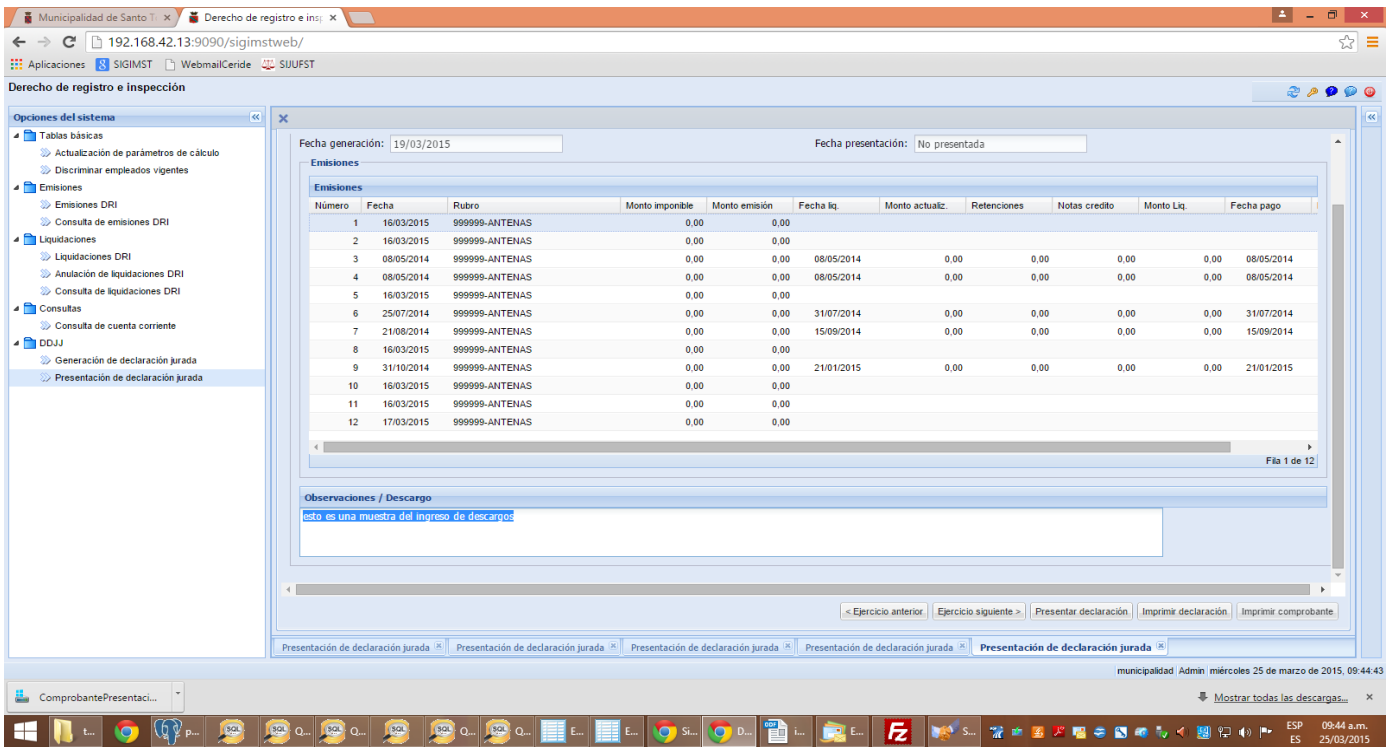 Municipalidad de Santo T
Derecho de registro e insp
192.168.42.13:9090/sigimstweb/
Aplicaciones SIGIMST WebmailCeride SIJUFST
Derecho de registro e inspección
Opciones del sistema
Tablas básicas
Actualización de parámetros de cálculo
Discriminar empleados vigentes
Emisiones
Emisiones DRI
Consulta de emisiones DRI
Liquidaciones
Liquidaciones DRI
Anulación de liquidaciones DRI
Consulta de liquidaciones DRI
Consultas
Consulta de cuenta corriente
DDJJ
Generación de declaración jurada
Presentación de declaración jurada
Fecha generación: 19/03/2015 Fecha presentación: No presentada
Emisiones
Emisiones
Número Fecha Rubro Monto imponible Monto emisión Fecha liq. Monto actualiz. Retenciones Notas credito Monto Liq. Fecha pago
1 16/03/2015 999999-ANTENAS 0,00 0,00
2 16/03/2015 999999-ANTENAS 0,00 0,00
3 08/05/2014 999999-ANTENAS 0,00 0,00 08/05/2014 0,00 0,00 0,00 0,00 08/05/2014
4 08/05/2014 999999-ANTENAS 0,00 0,00 08/05/2014 0,00 0,00 0,00 0,00 08/05/2014
5 16/03/2015 999999-ANTENAS 0,00 0,00
6 25/07/2014 999999-ANTENAS 0,00 0,00 31/07/2014 0,00 0,00 0,00 0,00 31/07/2014
7 21/08/2014 999999-ANTENAS 0,00 0,00 15/09/2014 0,00 0,00 0,00 0,00 15/09/2014
8 16/03/2015 999999-ANTENAS 0,00 0,00
9 31/10/2014 999999-ANTENAS 0,00 0,00 21/01/2015 0,00 0,00 0,00 0,00 21/01/2015
10 16/03/2015 999999-ANTENAS 0,00 0,00
11 16/03/2015 999999-ANTENAS 0,00 0,00
12 17/03/2015 999999-ANTENAS 0,00 0,00
Fila 1 de 12
Observaciones / Descargo
esto es una muestra del ingreso de descargos
< Ejercicio anterior Ejercicio siguiente > Presentar declaración Imprimir declaración Imprimir comprobante
Presentación de declaración jurada Presentación de declaración jurada Presentación de declaración jurada Presentación de declaración jurada Presentación de declaración jurada
municipalidad Admin miércoles 25 de marzo de 2015, 09:44:43
ComprobantePresentaci... Mostrar todas las descargas...
t... p... Q... Q... Q... E... E... Si... D... i... E... S... ESP 09:44 a.m.
ES 25/03/2015